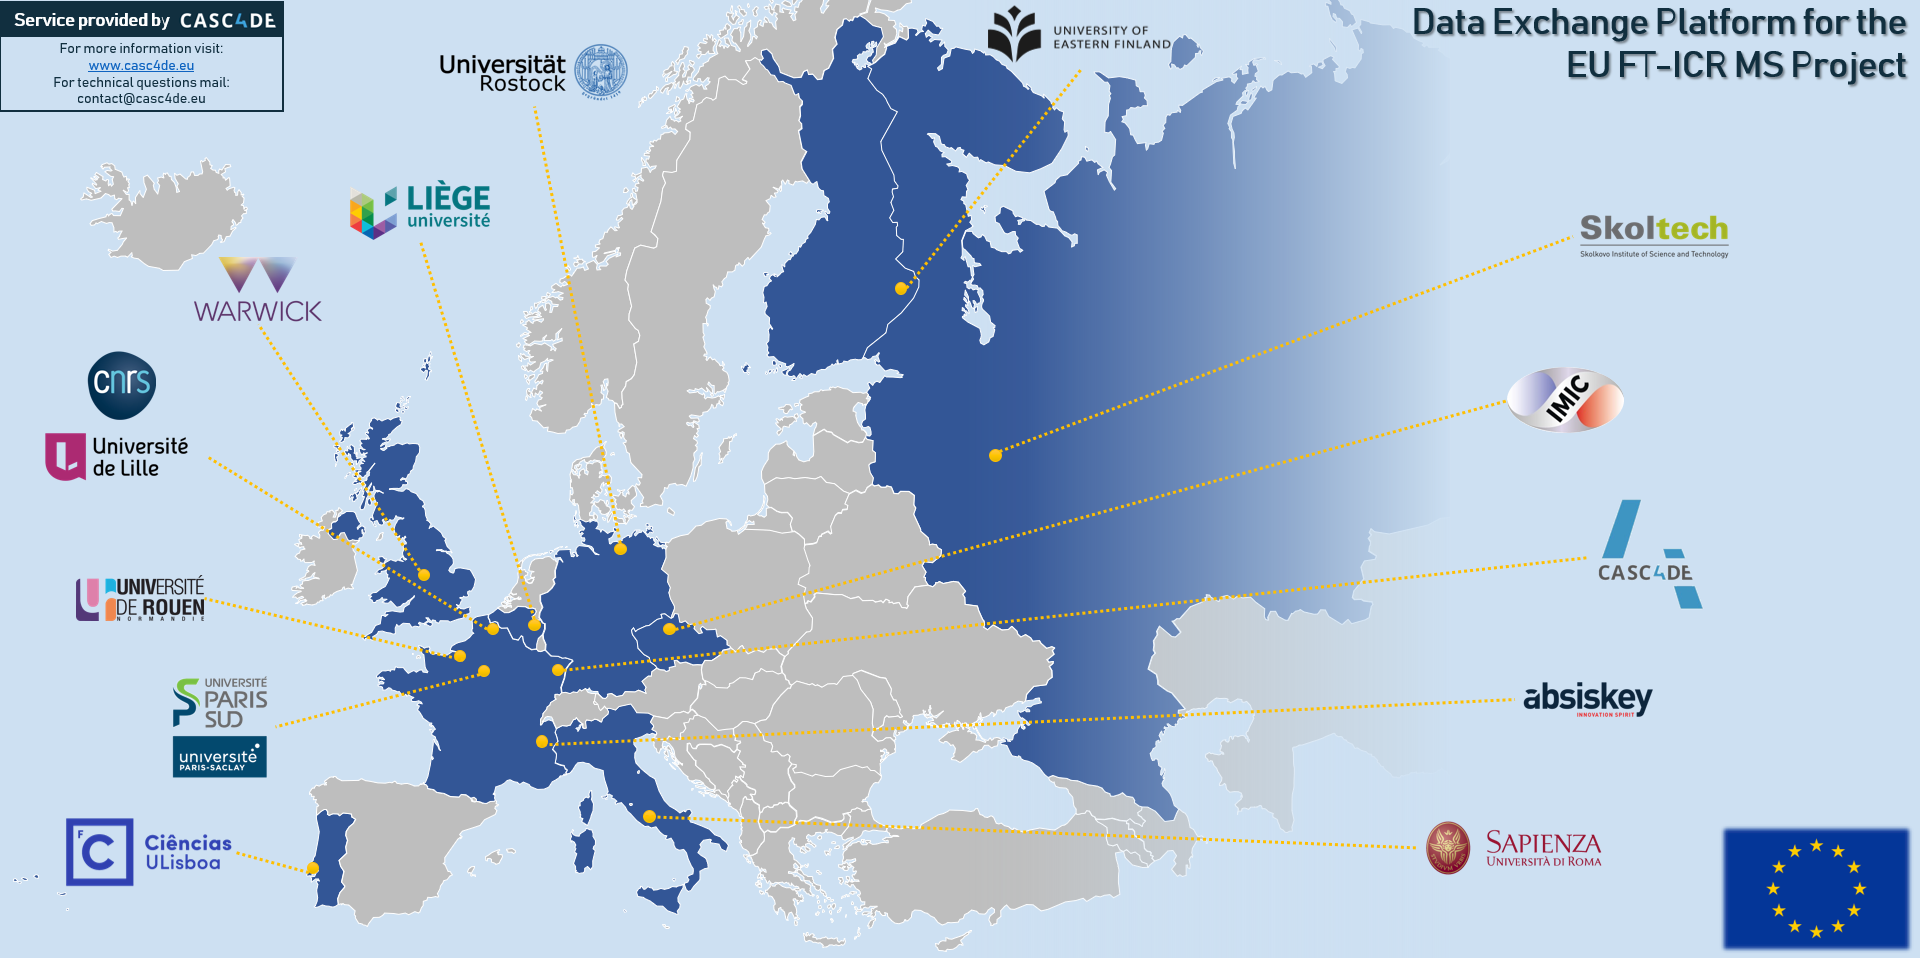 Service provided by CASC4DE
For more information visit:
www.casc4de.eu
For technical questions mail:
contact@casc4de.eu
Data Exchange Platform for the
EU FT-ICR MS Project
UNIVERSITY OF
EASTERN FINLAND
Universität
Rostock
LIÈGE
université
WARWICK
Skoltech
Skolkovo Institute of Science and Technology
cnrs
Université
de Lille
IMIC
CASC4DE
UNIVERSITÉ
DE ROUEN
NORMANDIE
UNIVERSITÉ
PARIS
SUD
université
PARIS-SACLAY
absiskey
INNOVATION SPIRIT
F
C
Ciências
ULisboa
SAPIENZA
UNIVERSITÀ DI ROMA